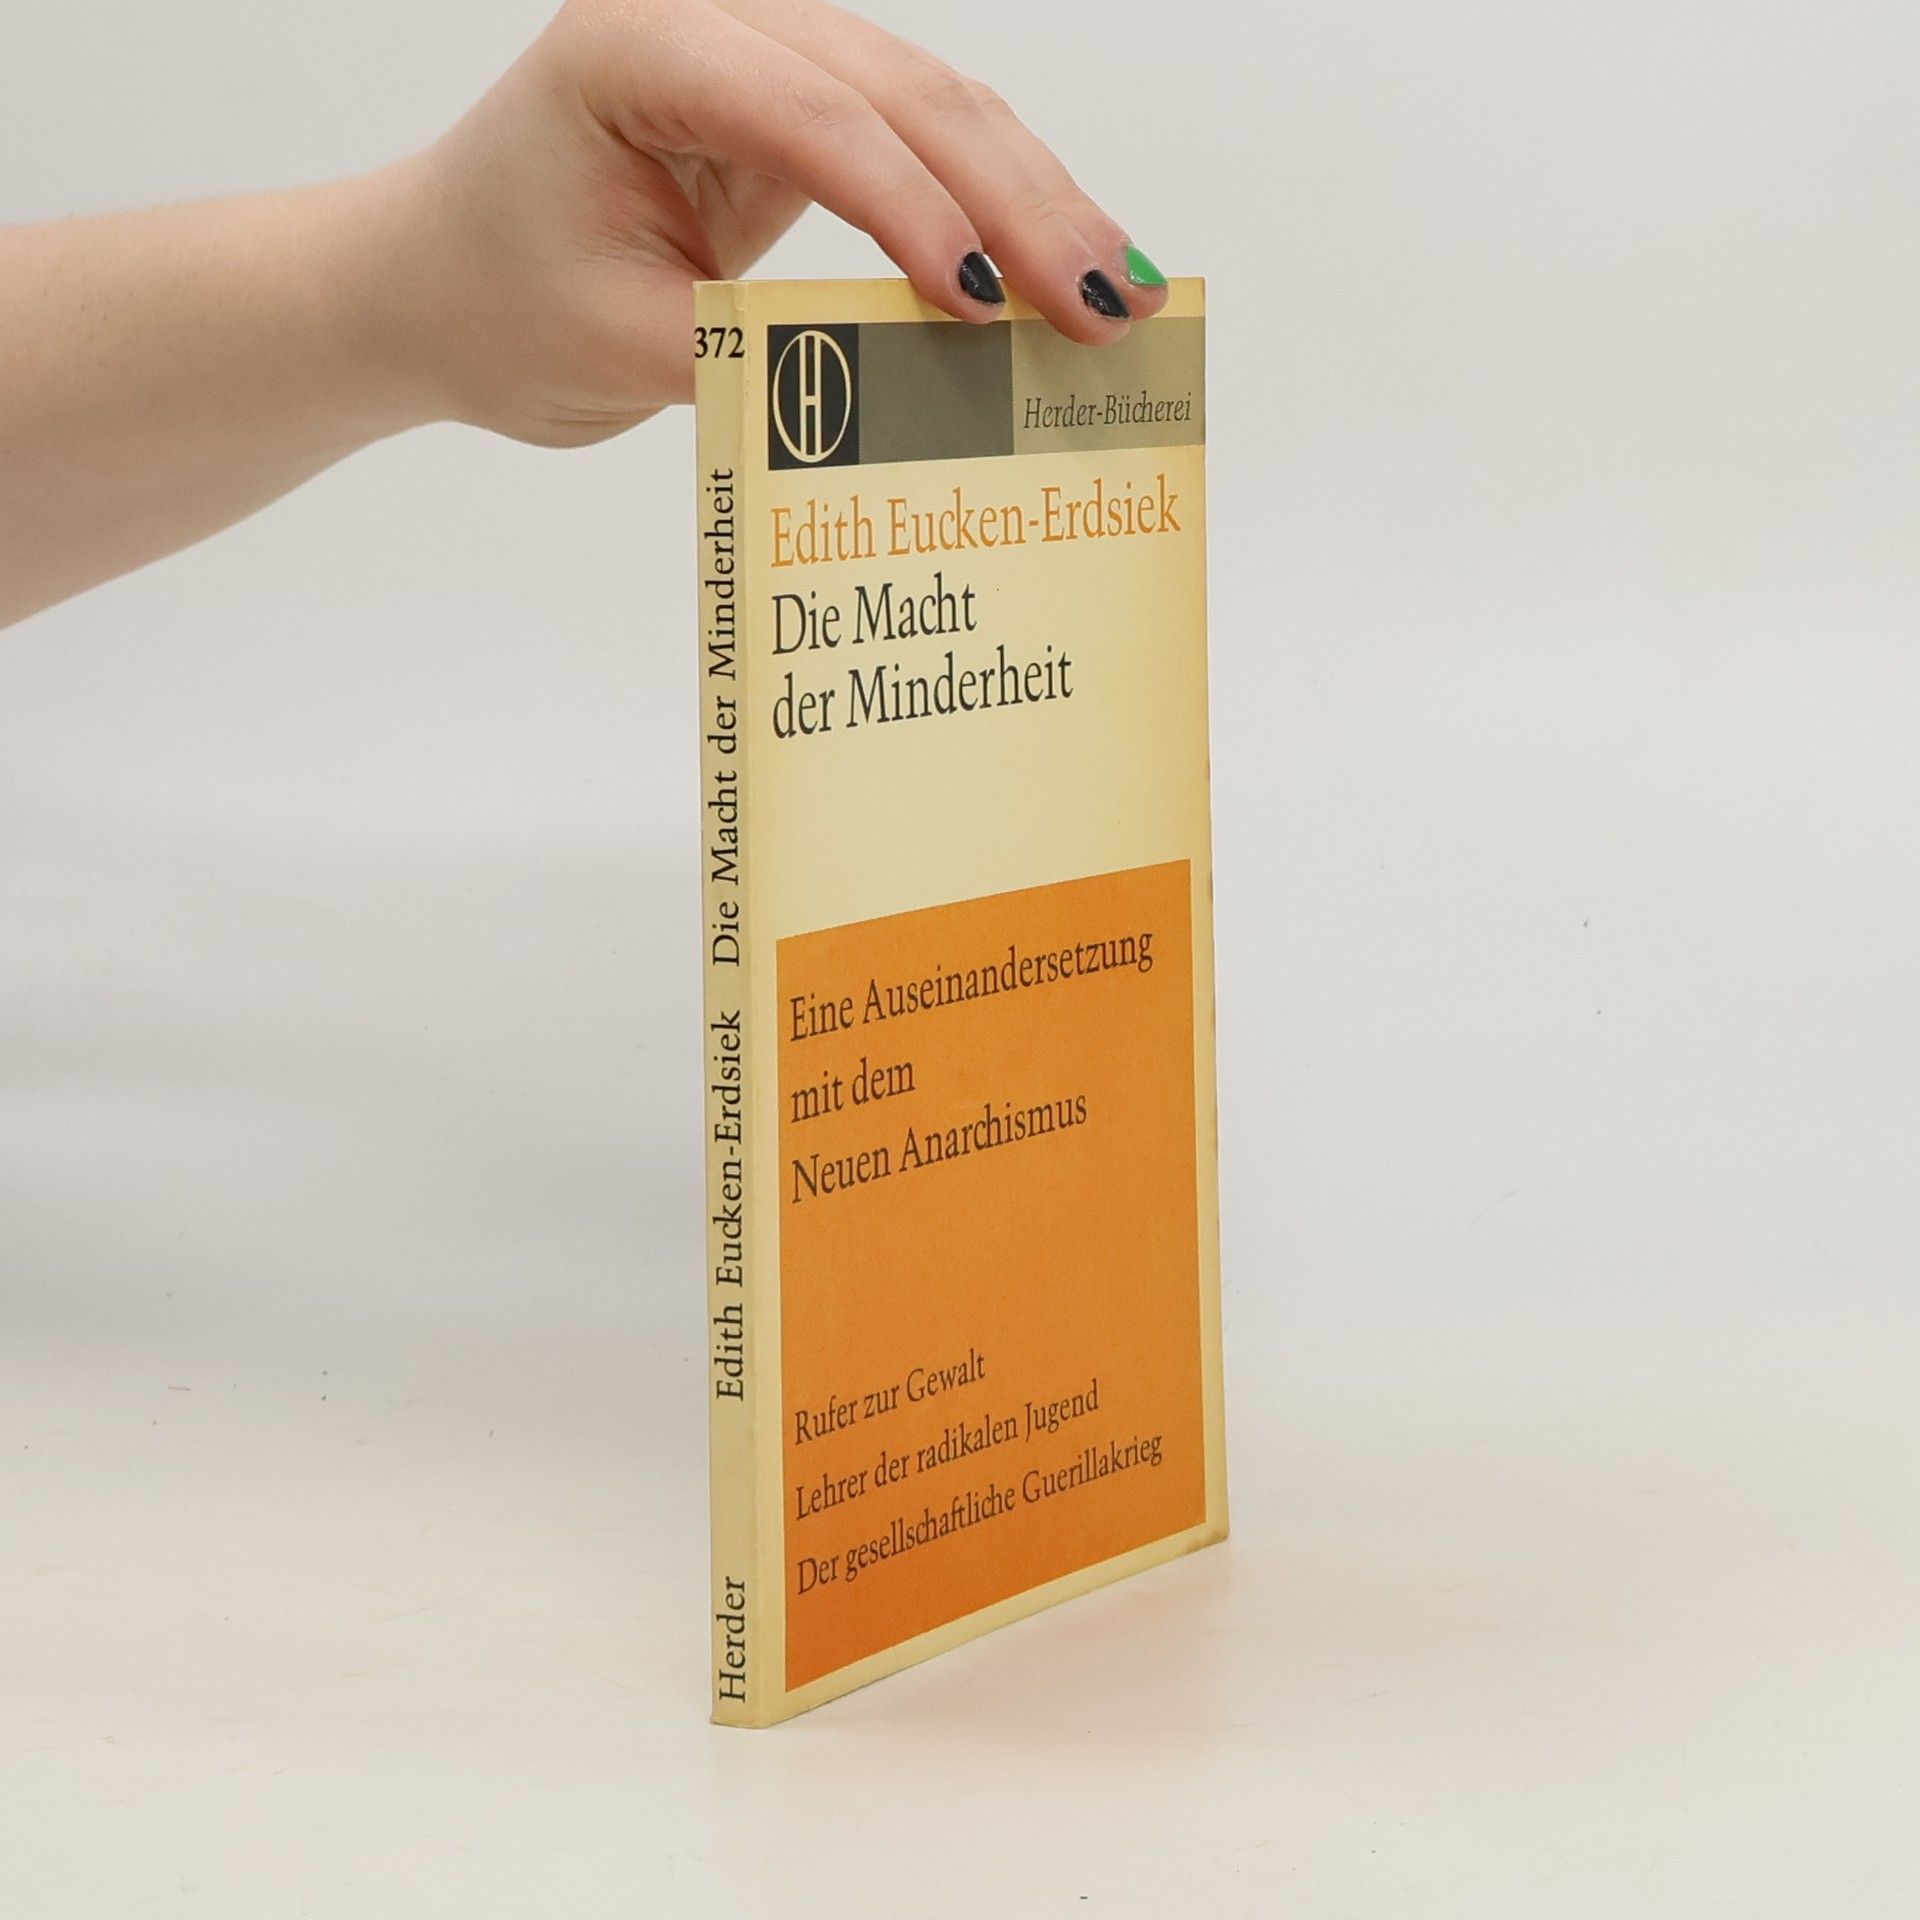 372
Herder-Bücherei
Edith Eucken-Erdsiek
Die Macht
der Minderheit
Eine Auseinandersetzung
mit dem
Neuen Anarchismus
Rufer zur Gewalt
Lehrer der radikalen Jugend
Der gesellschaftliche Guerillakrieg
Herder Edith Eucken-Erdsiek Die Macht der Minderheit